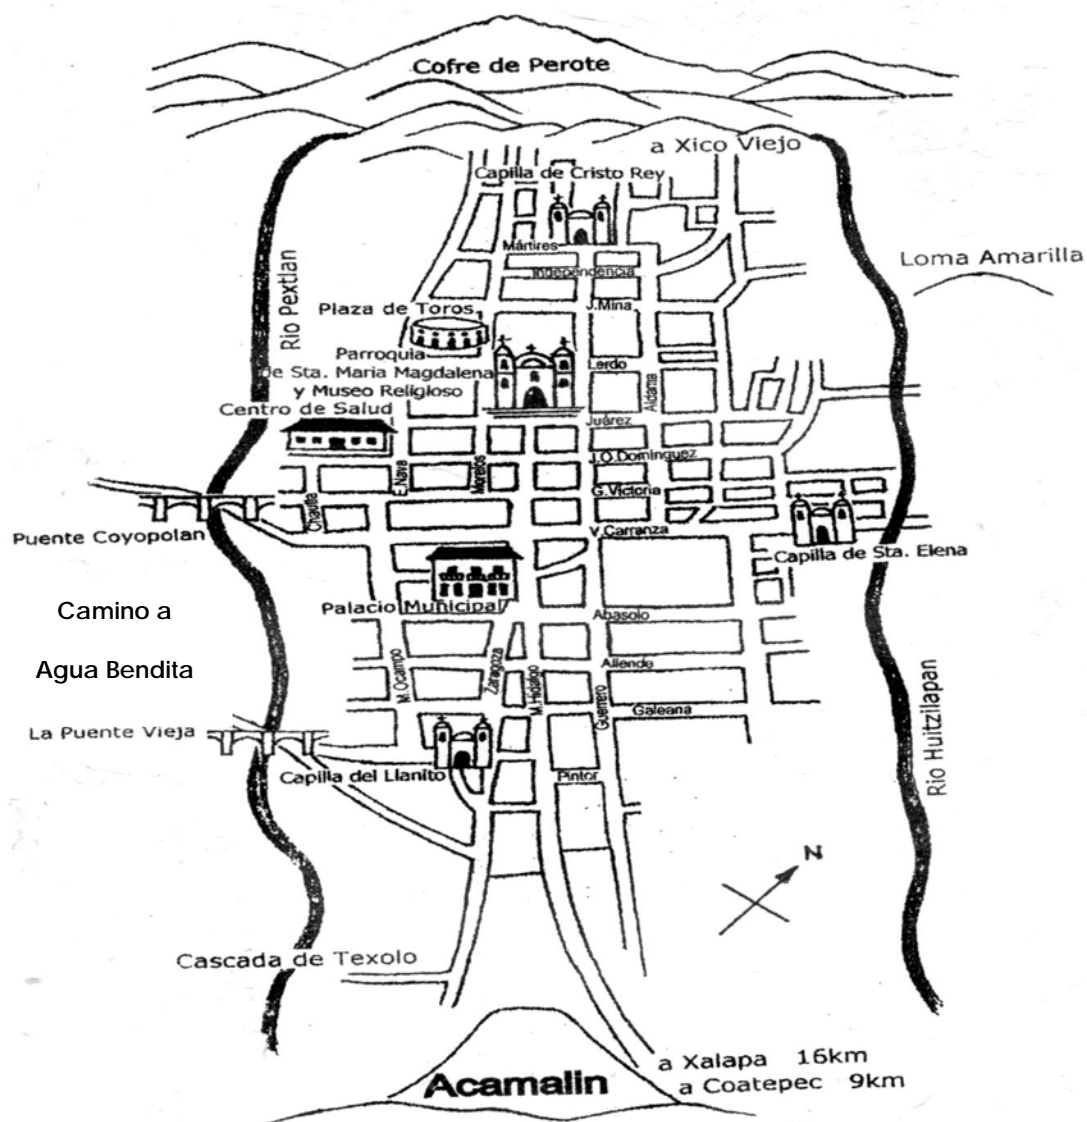 Cofre de Perote
a Xico Viejo
Capilla de Cristo Rey
Mártires
Loma Amarilla
Independencia
Rio Pextlan
J.Mina
Plaza de Toros
Parroquia
de Sta. Maria Magdalena
y Museo Religioso
Lerdo
Aldama
Centro de Salud
Juárez
J.O.Dominguez
E.Nava
Morelos
G.Victoria
Chautla
V.Carranza
Puente Coyopolan
Capilla de Sta. Elena
Camino a
Agua Bendita
Palacio Municipal
Abasolo
M.Ocampo
Zaragoza
M.Hidalgo
Allende
Guerrero
Galeana
Rio Huitzilapan
La Puente Vieja
Capilla del Llanito
Pintor
N
Cascada de Texolo
a Xalapa 16km
a Coatepec 9km
Acamalin